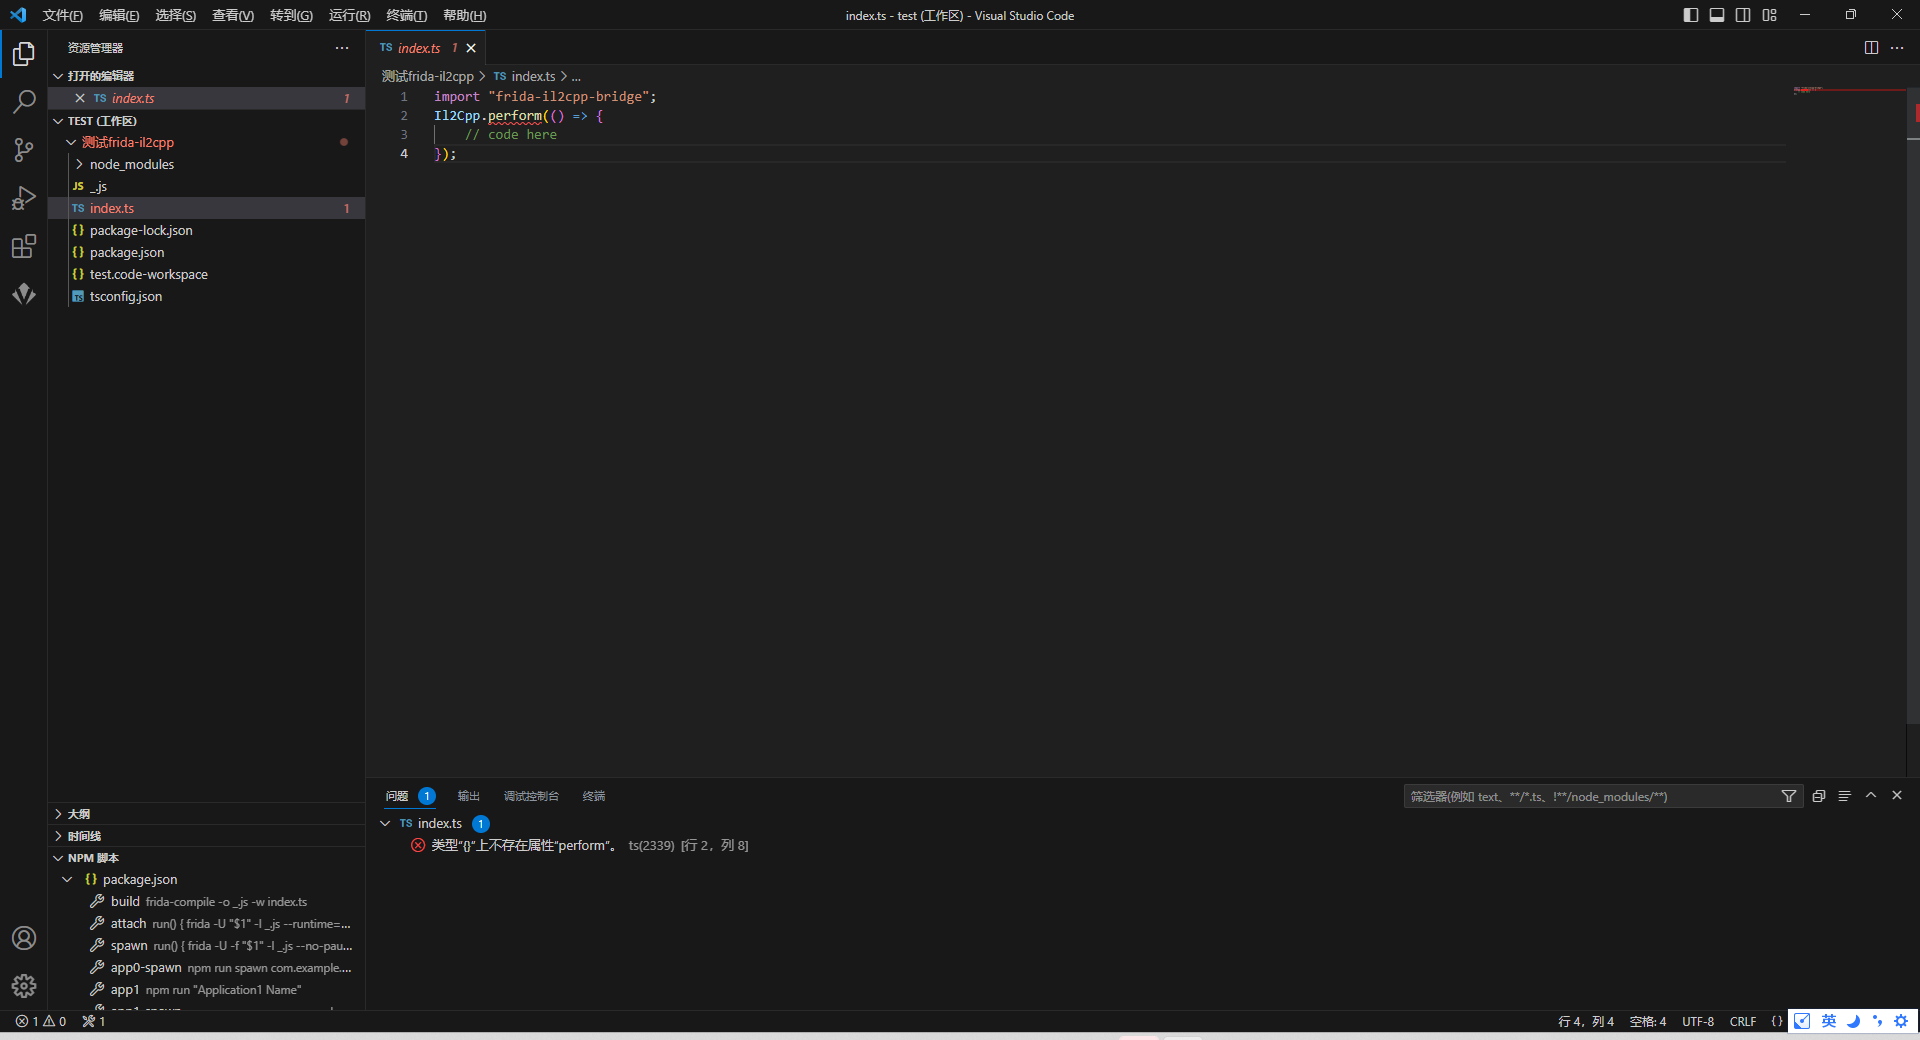 文件(F) 编辑(E) 选择(S) 查看(V) 转到(G) 运行(R) 终端(T) 帮助(H)
index.ts - test (工作区) - Visual Studio Code
资源管理器
打开的编辑器
TS index.ts 1
TEST (工作区)
测试frida-il2cpp
node_modules
JS _.js
TS index.ts 1
{} package-lock.json
{} package.json
{} test.code-workspace
TS tsconfig.json
大纲
时间线
NPM 脚本
{} package.json
build frida-compile -o _.js -w index.ts
attach run() { frida -U "$1" -l _.js --runtime=...
spawn run() { frida -U -f "$1" -l _.js --no-pau...
app0-spawn npm run spawn com.example....
app1 npm run "Application1 Name"
TS index.ts 1
测试frida-il2cpp > TS index.ts > ...
1 import "frida-il2cpp-bridge";
2 Il2Cpp.perform(() => {
3 // code here
4 });
问题 1 输出 调试控制台 终端
筛选器(例如 text、**/*.ts、!**/node_modules/**)
TS index.ts 1
类型“{}”上不存在属性“perform”。 ts(2339) [行 2，列 8]
1 0 1
行 4，列 4 空格: 4 UTF-8 CRLF {} 英